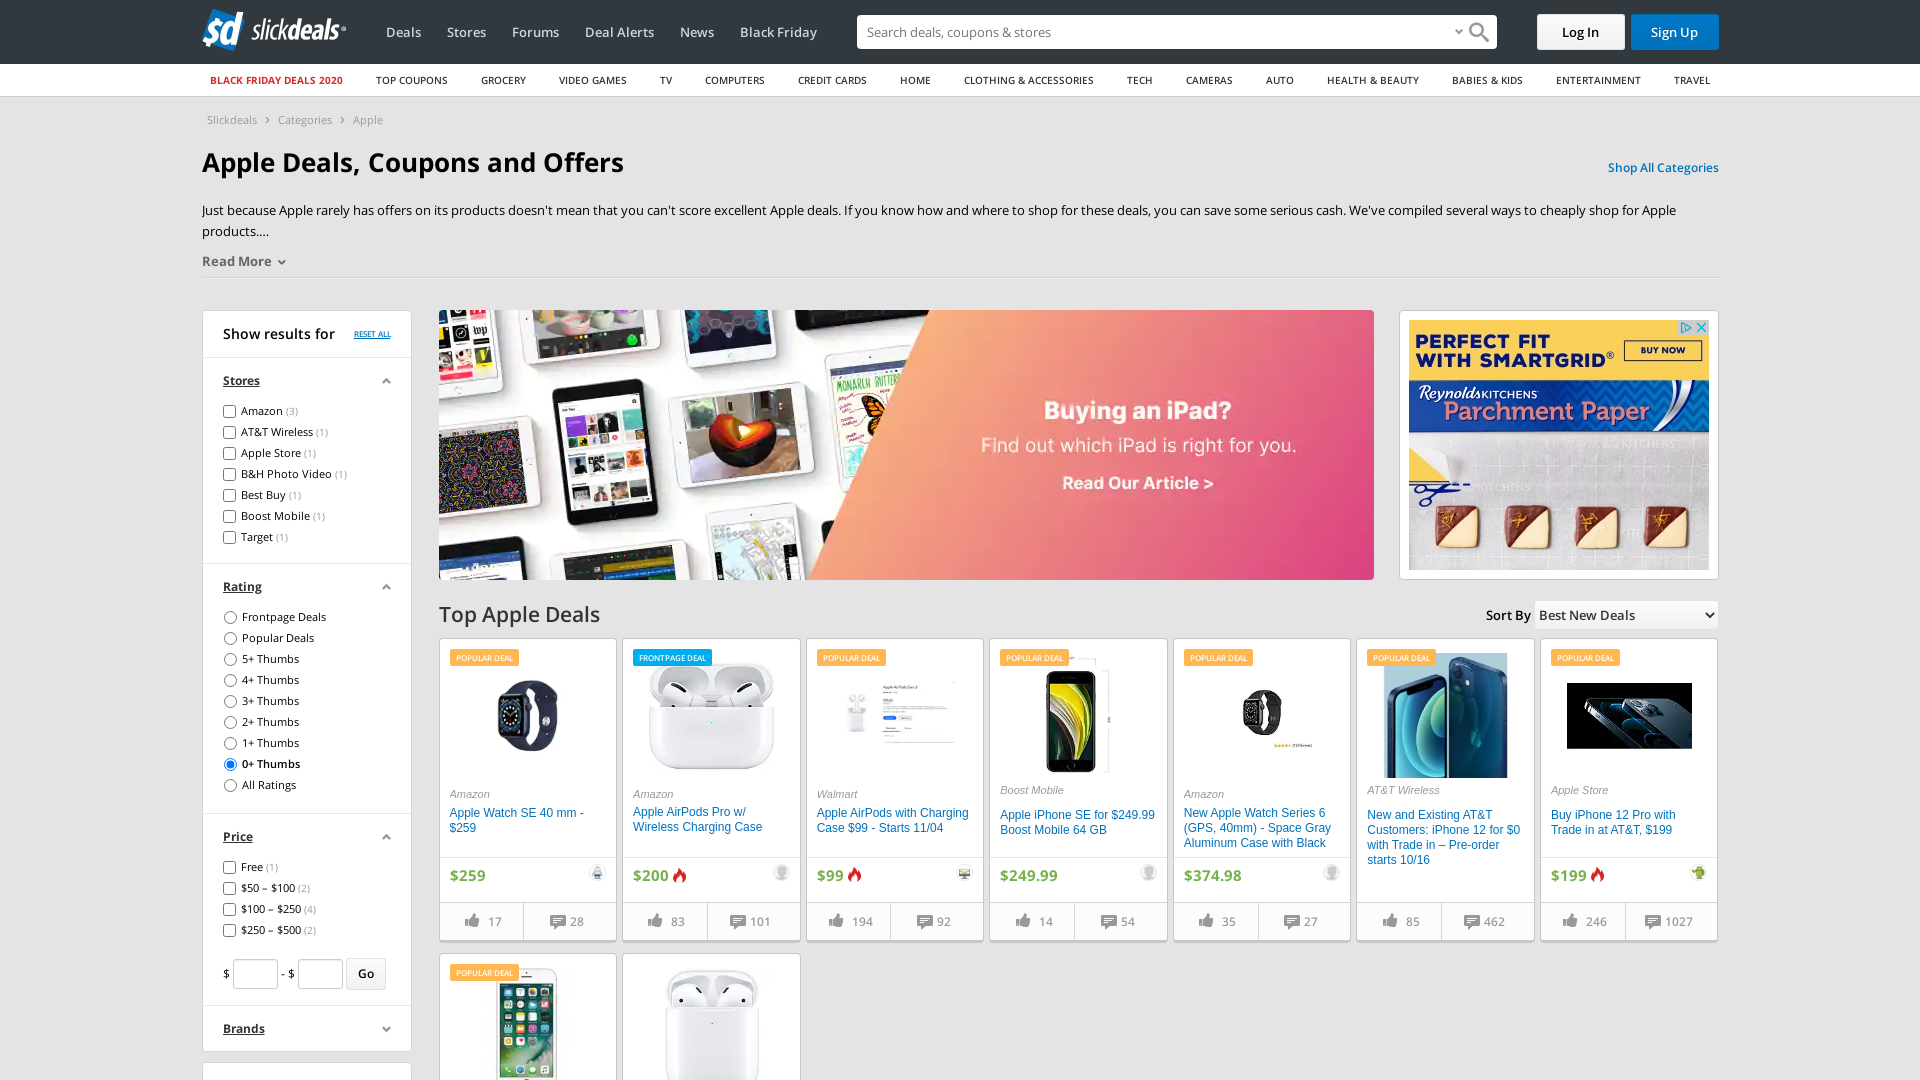 slickdeals
Deals
Stores
Forums
Deal Alerts
News
Black Friday
Search deals, coupons & stores
Log In
Sign Up
BLACK FRIDAY DEALS 2020
TOP COUPONS
GROCERY
VIDEO GAMES
TV
COMPUTERS
CREDIT CARDS
HOME
CLOTHING & ACCESSORIES
TECH
CAMERAS
AUTO
HEALTH & BEAUTY
BABIES & KIDS
ENTERTAINMENT
TRAVEL
Slickdeals > Categories > Apple
Apple Deals, Coupons and Offers
Shop All Categories
Just because Apple rarely has offers on its products doesn't mean that you can't score excellent Apple deals. If you know how and where to shop for these deals, you can save some serious cash. We've compiled several ways to cheaply shop for Apple
products.…
Read More
Show results for
RESET ALL
Stores
Amazon (3)
AT&T Wireless (1)
Apple Store (1)
B&H Photo Video (1)
Best Buy (1)
Boost Mobile (1)
Target (1)
Rating
Frontpage Deals
Popular Deals
5+ Thumbs
4+ Thumbs
3+ Thumbs
2+ Thumbs
1+ Thumbs
0+ Thumbs
All Ratings
Price
Free (1)
$50 – $100 (2)
$100 – $250 (4)
$250 – $500 (2)
$ - $ Go
Brands
MONARCH BUTTER
Buying an iPad?
Find out which iPad is right for you.
Read Our Article >
PERFECT FIT
WITH SMARTGRID®
BUY NOW
Reynolds KITCHENS
Parchment Paper
KITCHENS
KITCHENS
Top Apple Deals
Sort By Best New Deals
POPULAR DEAL
Amazon
Apple Watch SE 40 mm -
$259
$259
17
28
FRONTPAGE DEAL
Amazon
Apple AirPods Pro w/
Wireless Charging Case
$200
83
101
POPULAR DEAL
Walmart
Apple AirPods with Charging
Case $99 - Starts 11/04
$99
194
92
POPULAR DEAL
Boost Mobile
Apple iPhone SE for $249.99
Boost Mobile 64 GB
$249.99
14
54
POPULAR DEAL
Amazon
New Apple Watch Series 6
(GPS, 40mm) - Space Gray
Aluminum Case with Black
$374.98
35
27
POPULAR DEAL
AT&T Wireless
New and Existing AT&T
Customers: iPhone 12 for $0
with Trade in – Pre-order
starts 10/16
85
462
POPULAR DEAL
Apple Store
Buy iPhone 12 Pro with
Trade in at AT&T, $199
$199
246
1027
POPULAR DEAL